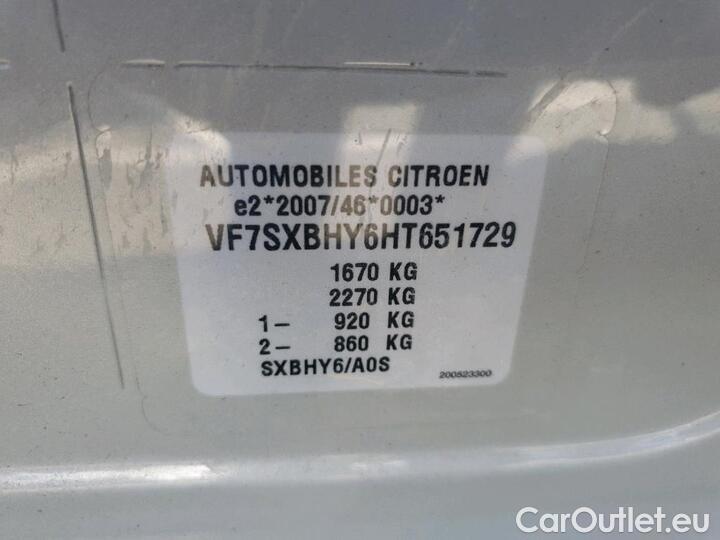 AUTOMOBILES CITROEN
e2*2007/46*0003*
VF7SXBHY6HT651729
1670 KG
2270 KG
1– 920 KG
2– 860 KG
SXBHY6/A0S
200523300
CarOutlet.eu